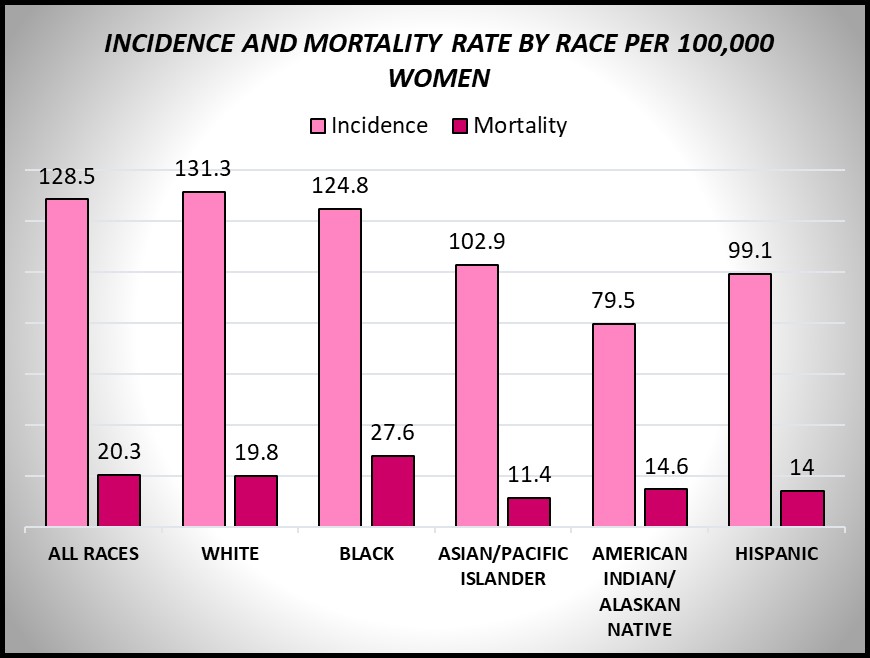 INCIDENCE AND MORTALITY RATE BY RACE PER 100,000
WOMEN
Incidence Mortality
128.5 20.3
131.3 19.8
124.8 27.6
102.9 11.4
79.5 14.6
99.1 14
ALL RACES
WHITE
BLACK
ASIAN/PACIFIC
ISLANDER
AMERICAN
INDIAN/
ALASKAN
NATIVE
HISPANIC